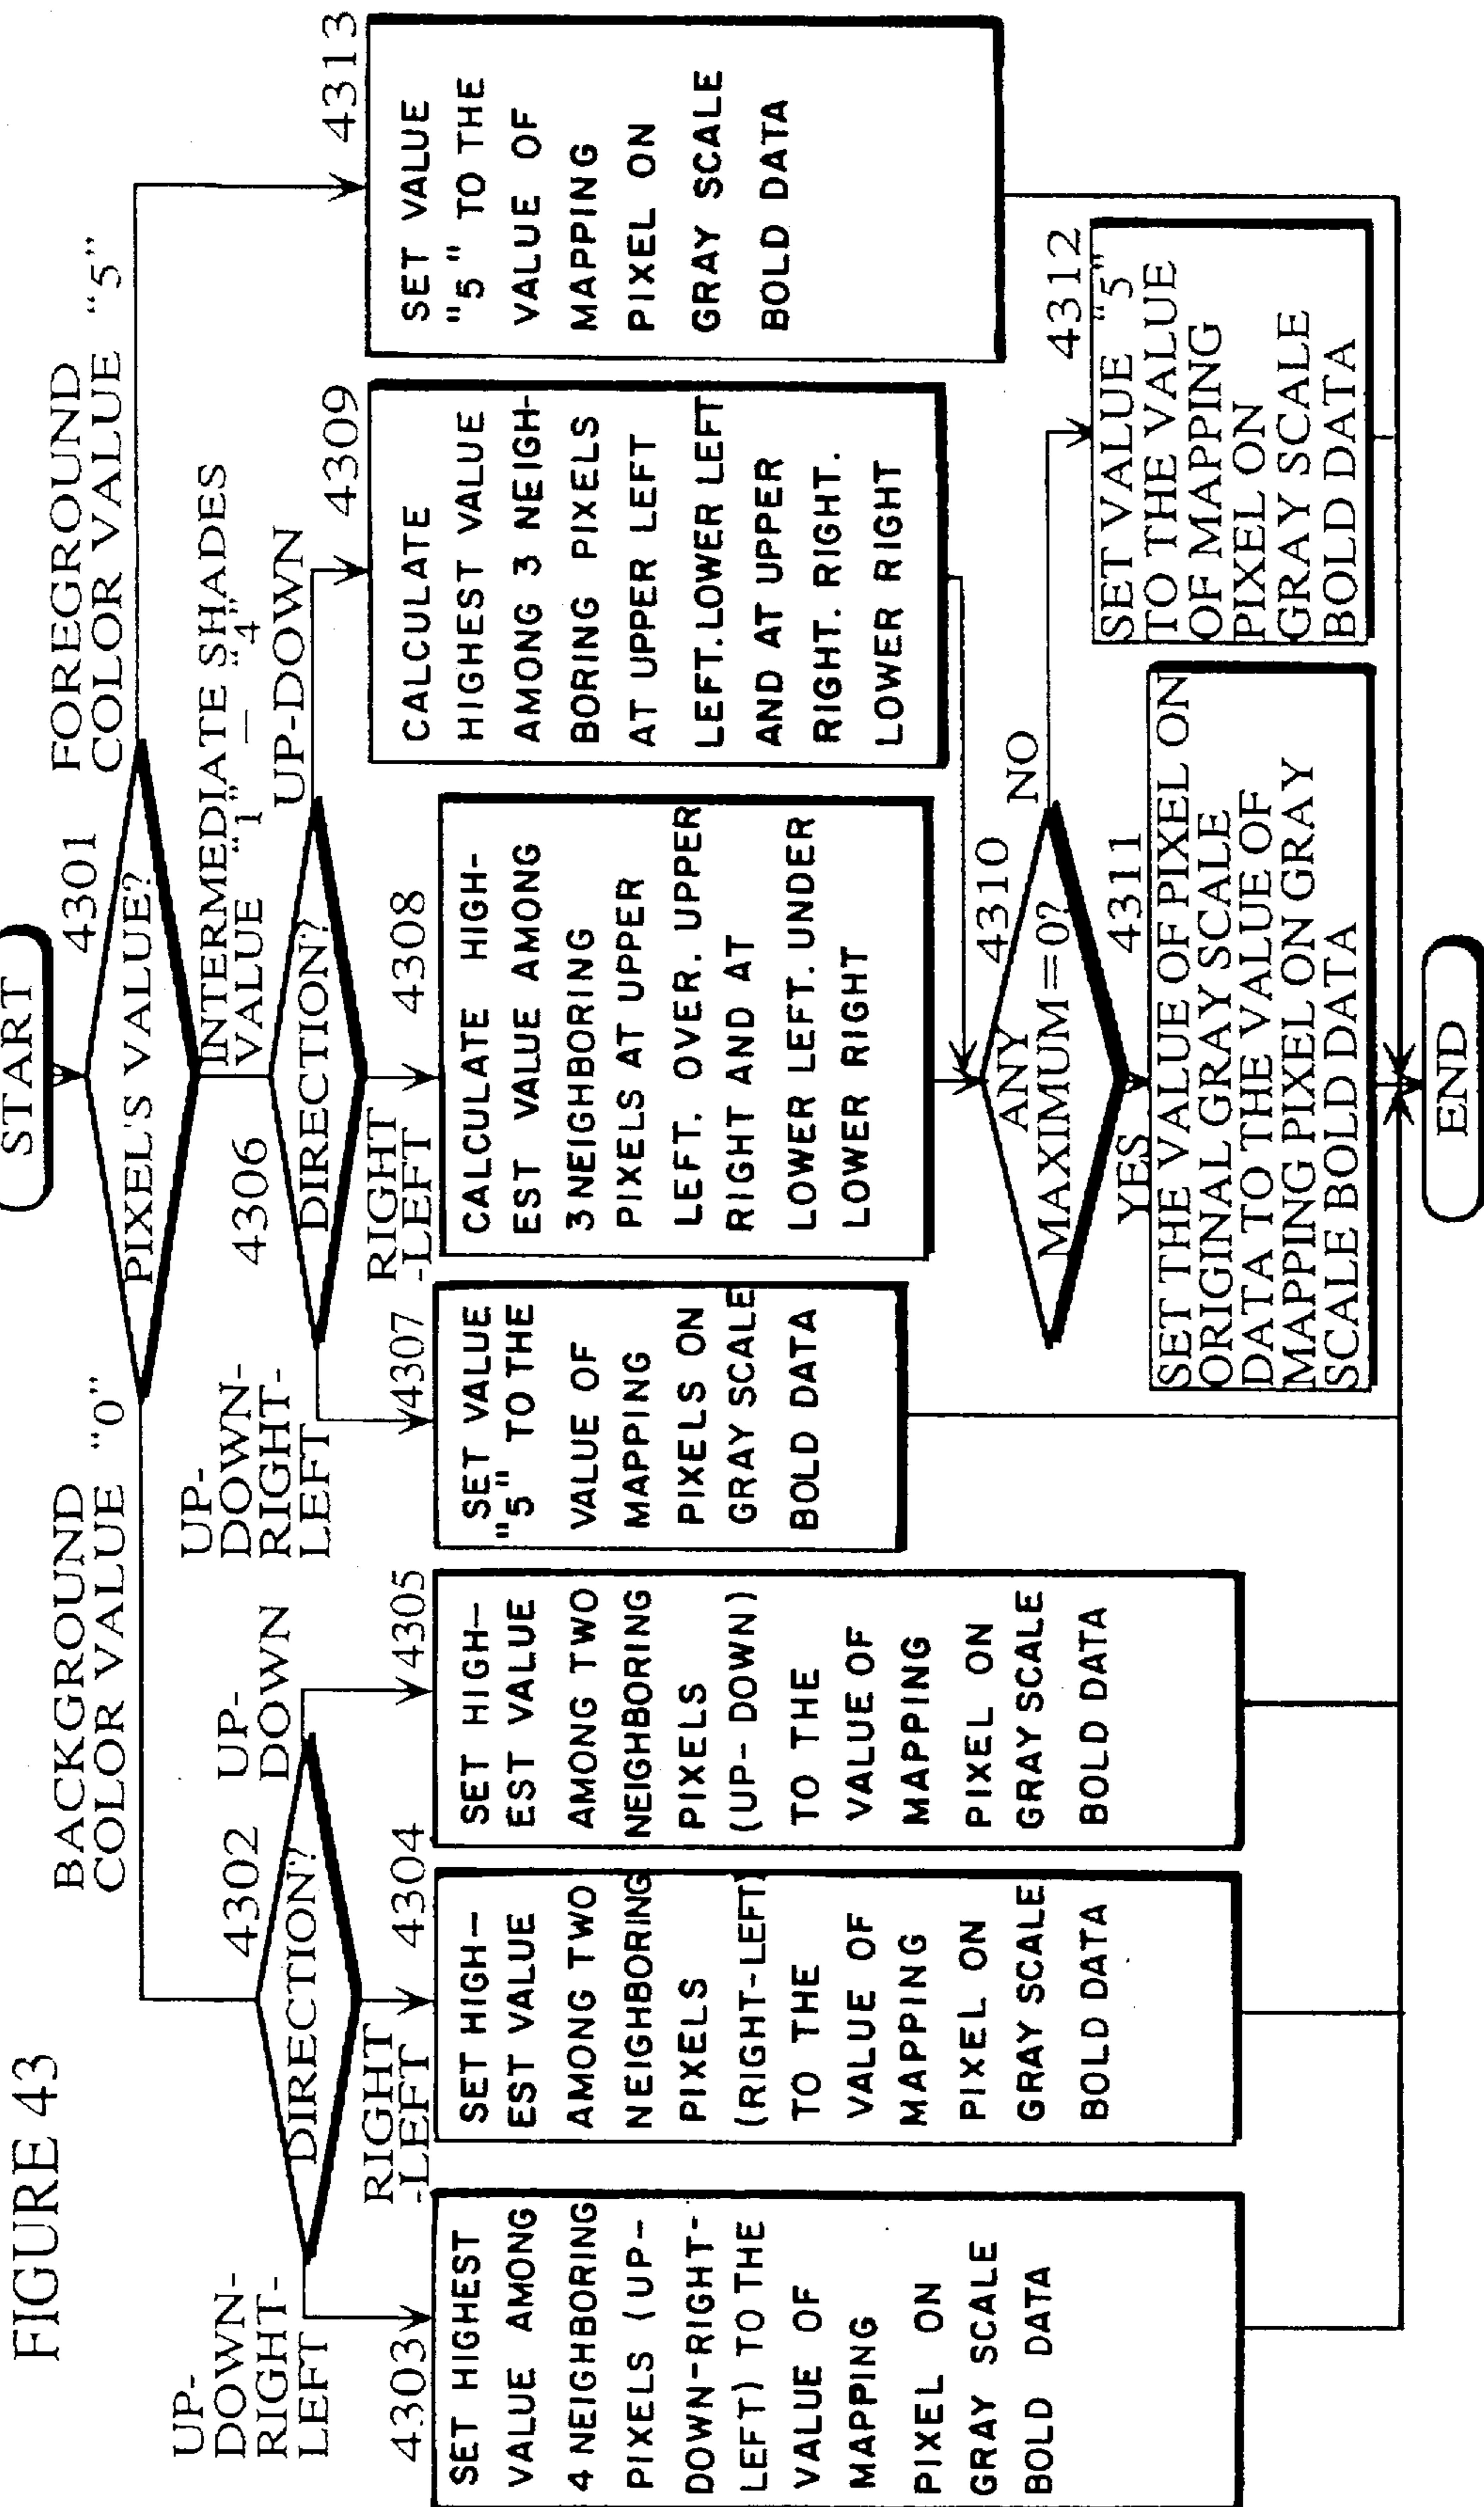 FIGURE 43
START
4301
PIXEL'S VALUE?
BACKGROUND
COLOR VALUE "0"
INTERMEDIATE SHADES
VALUE "1" — "4"
FOREGROUND
COLOR VALUE "5"
4302
DIRECTION?
UP-
DOWN-
RIGHT-
LEFT
RIGHT
-LEFT
UP-
DOWN
4303
SET HIGHEST
VALUE AMONG
4 NEIGHBORING
PIXELS (UP-
DOWN-RIGHT-
LEFT) TO THE
VALUE OF
MAPPING
PIXEL ON
GRAY SCALE
BOLD DATA
4304
SET HIGH-
EST VALUE
AMONG TWO
NEIGHBORING
PIXELS
(RIGHT-LEFT)
TO THE
VALUE OF
MAPPING
PIXEL ON
GRAY SCALE
BOLD DATA
4305
SET HIGH-
EST VALUE
AMONG TWO
NEIGHBORING
PIXELS
(UP-DOWN)
TO THE
VALUE OF
MAPPING
PIXEL ON
GRAY SCALE
BOLD DATA
4306
DIRECTION?
UP-
DOWN-
RIGHT-
LEFT
RIGHT
-LEFT
UP-DOWN
4307
SET VALUE
"5" TO THE
VALUE OF
MAPPING
PIXELS ON
GRAY SCALE
BOLD DATA
4308
CALCULATE HIGH-
EST VALUE AMONG
3 NEIGHBORING
PIXELS AT UPPER
LEFT. OVER. UPPER
RIGHT AND AT
LOWER LEFT. UNDER
LOWER RIGHT
4309
CALCULATE
HIGHEST VALUE
AMONG 3 NEIGH-
BORING PIXELS
AT UPPER LEFT
LEFT. LOWER LEFT
AND AT UPPER
RIGHT. RIGHT.
LOWER RIGHT
4310
ANY
MAXIMUM=0?
YES
NO
4311
SET THE VALUE OF PIXEL ON
ORIGINAL GRAY SCALE
DATA TO THE VALUE OF
MAPPING PIXEL ON GRAY
SCALE BOLD DATA
4312
SET VALUE "5"
TO THE VALUE
OF MAPPING
PIXEL ON
GRAY SCALE
BOLD DATA
4313
SET VALUE
"5" TO THE
VALUE OF
MAPPING
PIXEL ON
GRAY SCALE
BOLD DATA
END